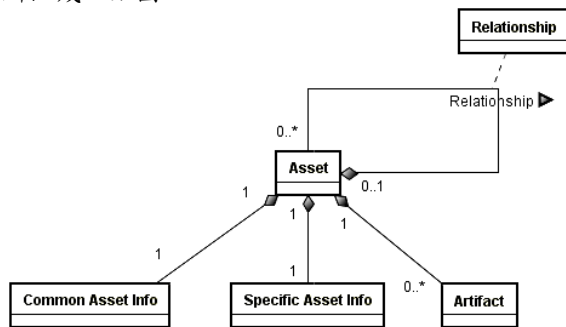 Relationship
Relationship
0..*
Asset
0..1
1
1
1
1
1
0..*
Common Asset Info
Specific Asset Info
Artifact